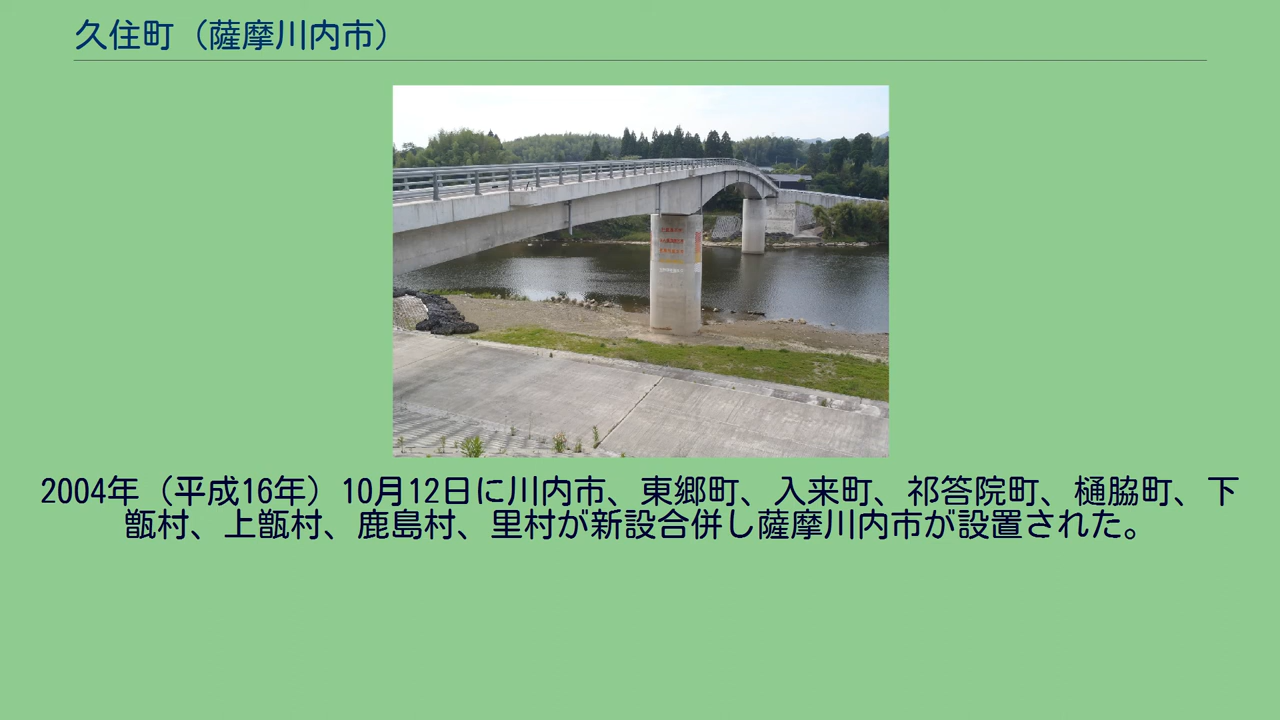 久住町（薩摩川内市）
2004年（平成16年）10月12日に川内市、東郷町、入来町、祁答院町、樋脇町、下
甑村、上甑村、鹿島村、里村が新設合併し薩摩川内市が設置された。